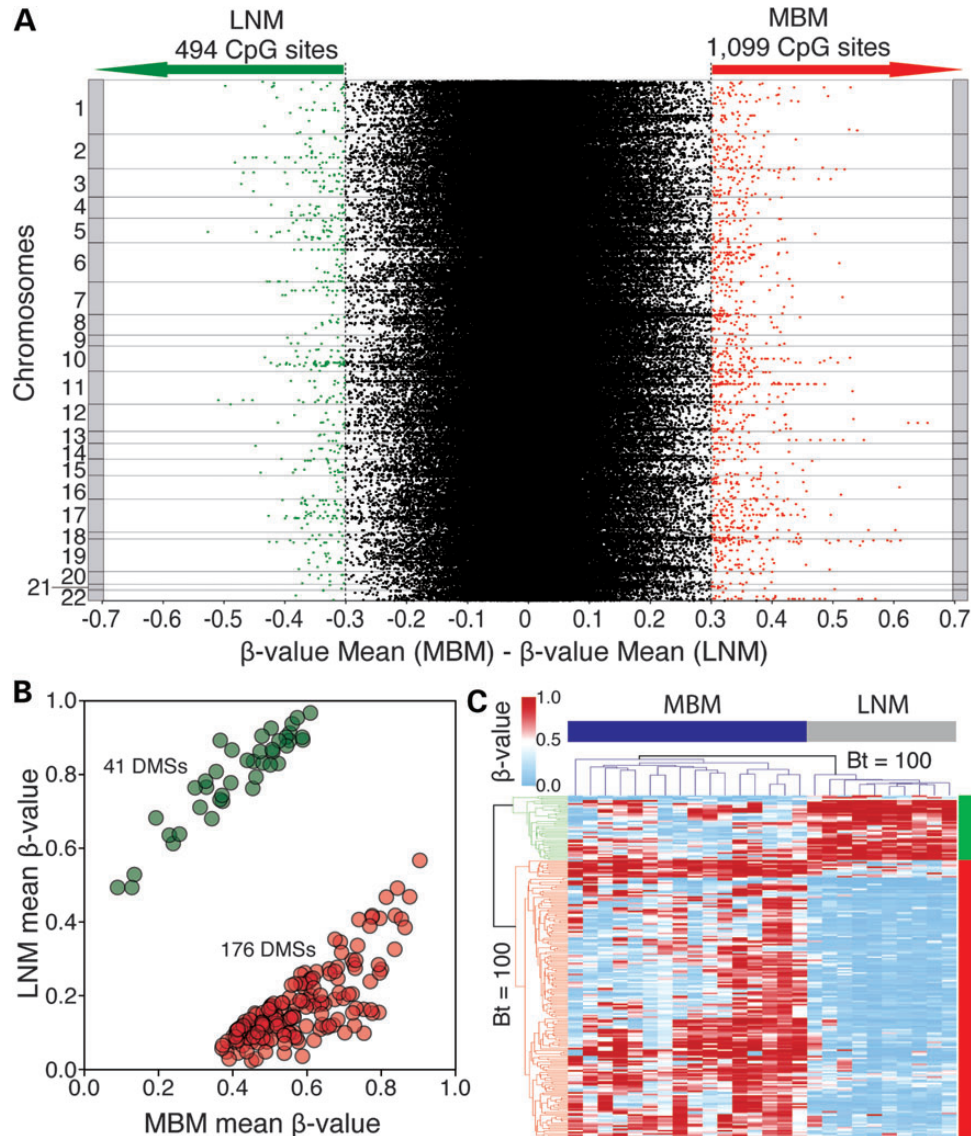 A
LNM
494 CpG sites
MBM
1,099 CpG sites
Chromosomes
1
2
3
4
5
6
7
8
9
10
11
12
13
14
15
16
17
18
19
20
21
22
-0.7 -0.6 -0.5 -0.4 -0.3 -0.2 -0.1 0 0.1 0.2 0.3 0.4 0.5 0.6 0.7
β-value Mean (MBM) - β-value Mean (LNM)
B
LNM mean β-value
1.0
0.8
0.6
0.4
0.2
0.0
41 DMSs
176 DMSs
0.0 0.2 0.4 0.6 0.8 1.0
MBM mean β-value
C
β-value
1.0
0.5
0.0
MBM
LNM
Bt = 100
Bt = 100